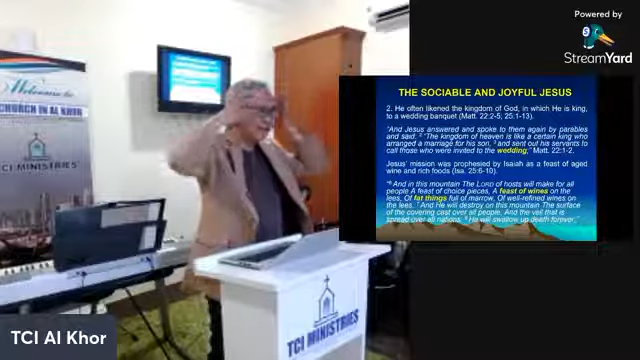 Powered by
StreamYard
Welcome to
CHURCH IN AL KHOR
TCI MINISTRIES
THE SOCIABLE AND JOYFUL JESUS
2. He often likened the kingdom of God, in which He is king,
to a wedding banquet (Matt. 22:2-5; 25:1-13).
"And Jesus answered and spoke to them again by parables
and said: 2 "The kingdom of heaven is like a certain king who
arranged a marriage for his son, 3 and sent out his servants to
call those who were invited to the wedding;" Matt. 22:1-2.
Jesus' mission was prophesied by Isaiah as a feast of aged
wine and rich foods (Isa. 25:6-10).
"6 And in this mountain The LORD of hosts will make for all
people A feast of choice pieces, A feast of wines on the
lees, Of fat things full of marrow, Of well-refined wines on
the lees. 7 And He will destroy on this mountain The surface
of the covering cast over all people, And the veil that is
spread over all nations. 8 He will swallow up death forever,"
TCI MINISTRIES
TCI Al Khor